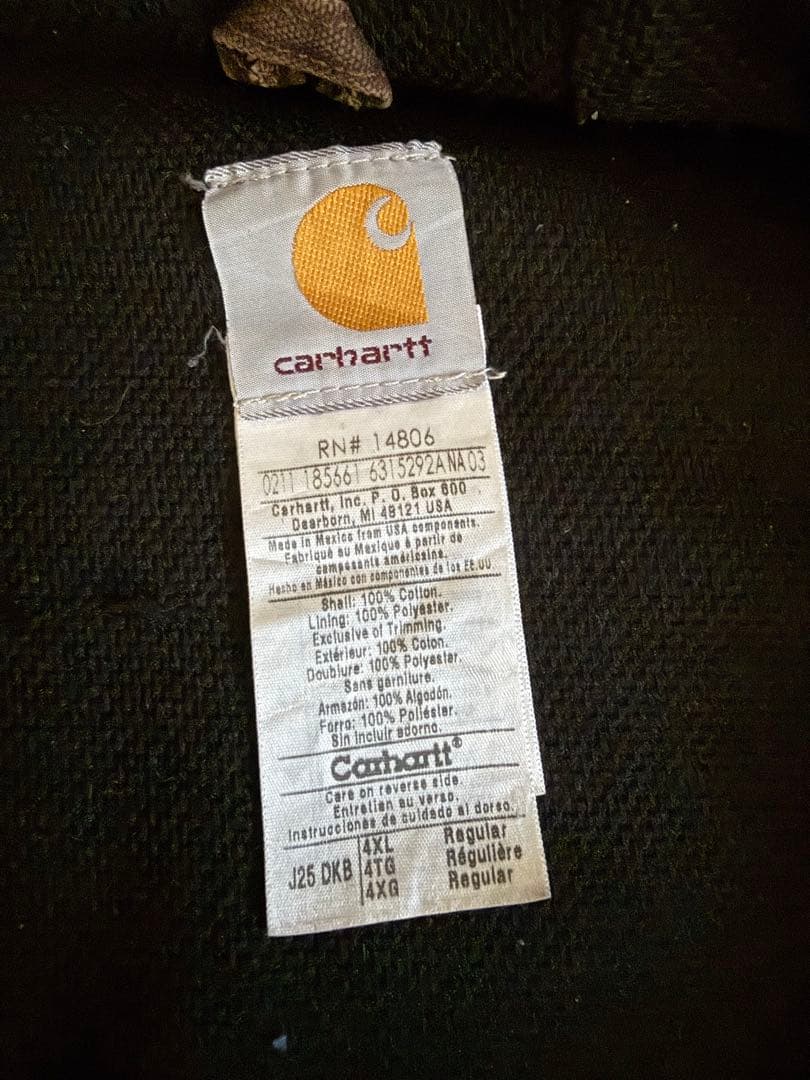 carhartt
RN# 14806
0211 185661 6315292A NA 03
Carhartt, Inc. P. O. Box 600
Dearborn, MI 48121 USA
Made in Mexico from USA components.
Fabriqué au Mexique à partir de
composants américains.
Hecho en México con componentes de los EE.UU.
Shell: 100% Cotton.
Lining: 100% Polyester.
Exclusive of Trimming.
Extérieur: 100% Coton.
Doublure: 100% Polyester.
Sans garniture.
Armazón: 100% Algodón.
Forro: 100% Poliéster.
Sin incluir adorno.
Carhartt®
Care on reverse side.
Entretien au verso.
Instrucciones de cuidado al dorso.
J25 DKB
4XL Regular
4TG Régulière
4XG Regular